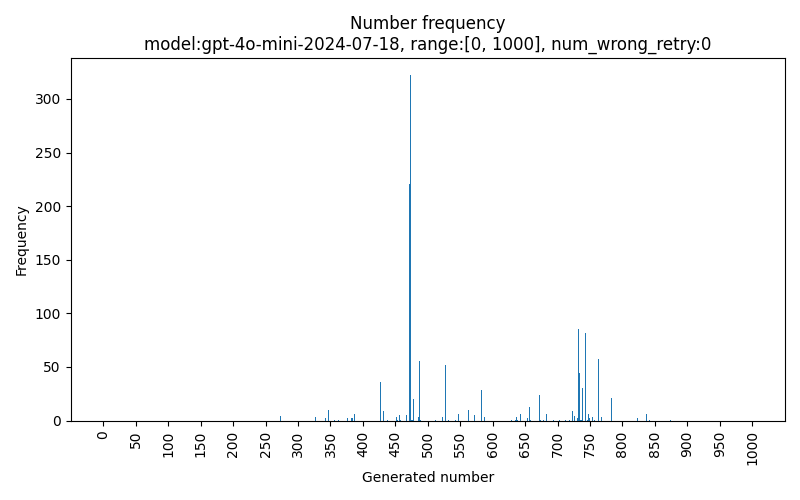 Number frequency
model:gpt-4o-mini-2024-07-18, range:[0, 1000], num_wrong_retry:0
Frequency
300
250
200
150
100
50
0
0 50 100 150 200 250 300 350 400 450 500 550 600 650 700 750 800 850 900 950 1000
Generated number